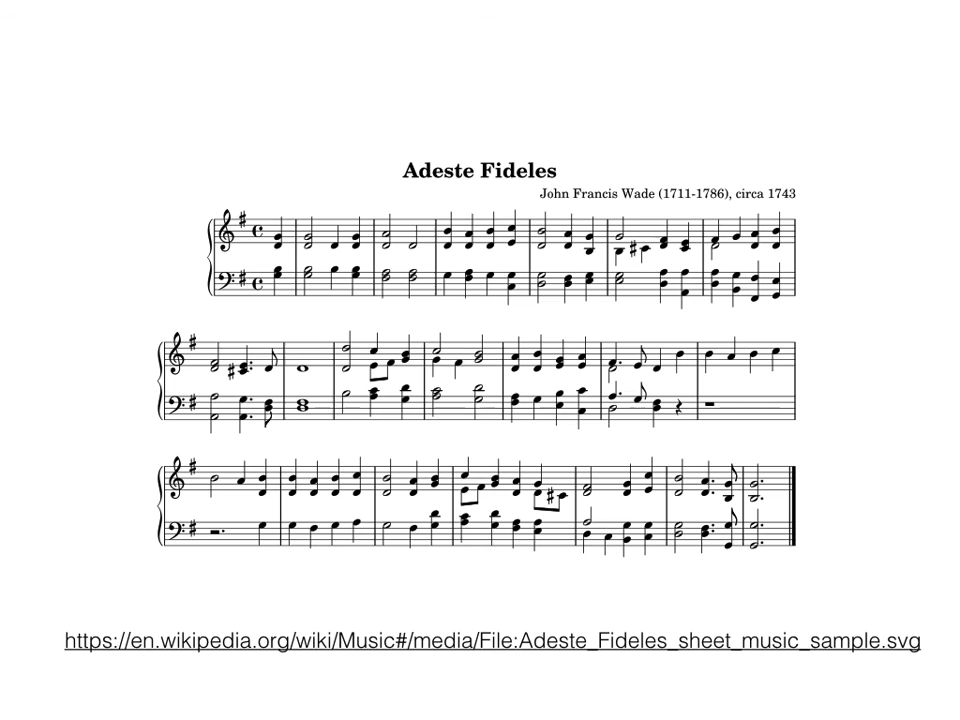 Adeste Fideles
John Francis Wade (1711-1786), circa 1743
https://en.wikipedia.org/wiki/Music#/media/File:Adeste_Fideles_sheet_music_sample.svg